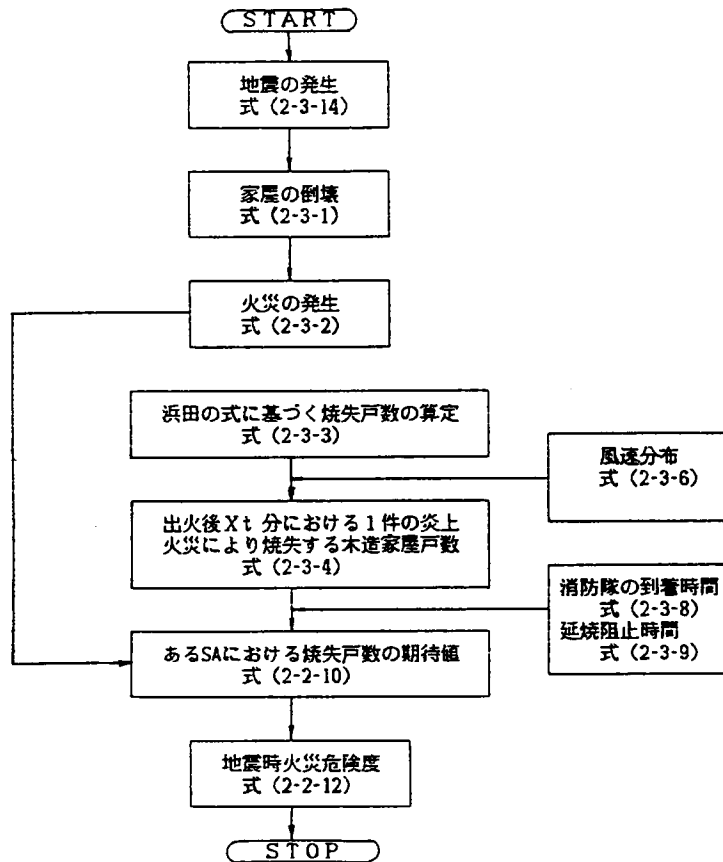 START
地震の発生
式(2-3-14)
家屋の倒壊
式(2-3-1)
火災の発生
式(2-3-2)
浜田の式に基づく焼失戸数の算定
式(2-3-3)
風速分布
式(2-3-6)
出火後Xt分における1件の炎上
火災により焼失する木造家屋戸数
式(2-3-4)
消防隊の到着時間
式(2-3-8)
延焼阻止時間
式(2-3-9)
あるSAにおける焼失戸数の期待値
式(2-2-10)
地震時火災危険度
式(2-2-12)
STOP